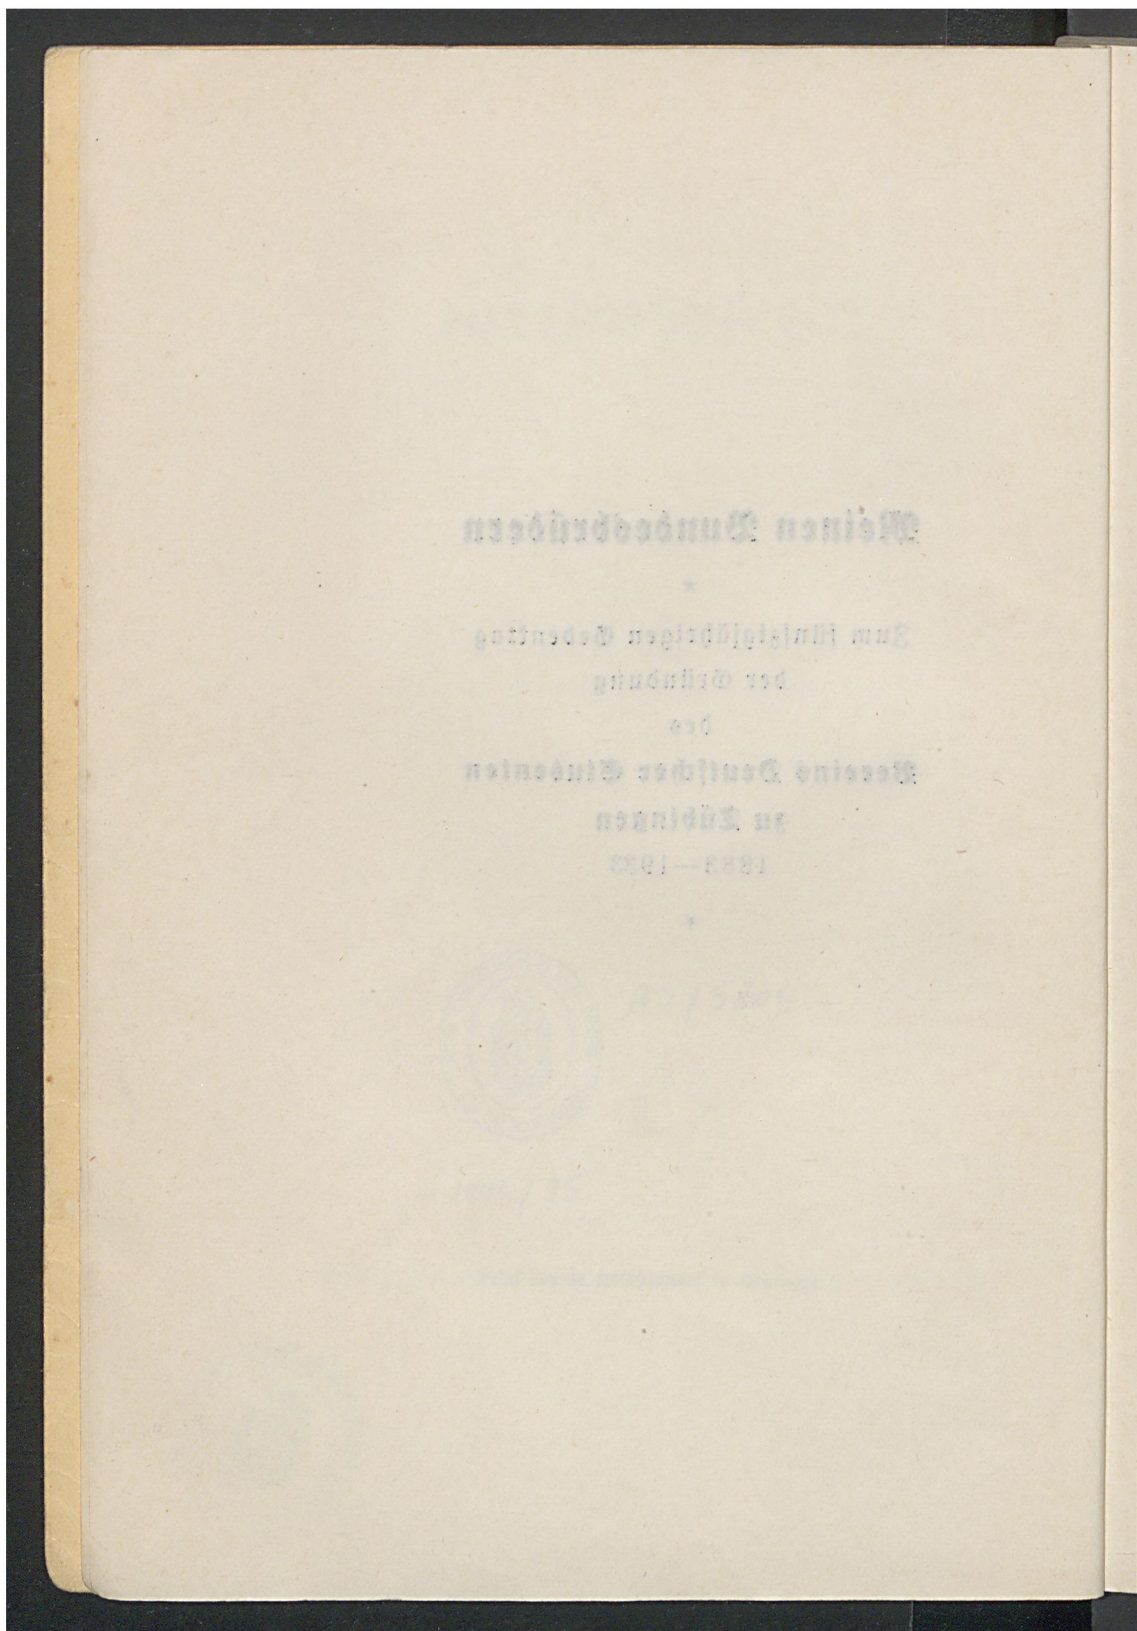 Meinen Bundesbrüdern
*
Zum fünfzigjährigen Gedenktag
der Gründung
des
Vereins Deutscher Studenten
zu Tübingen
1883—1933
*